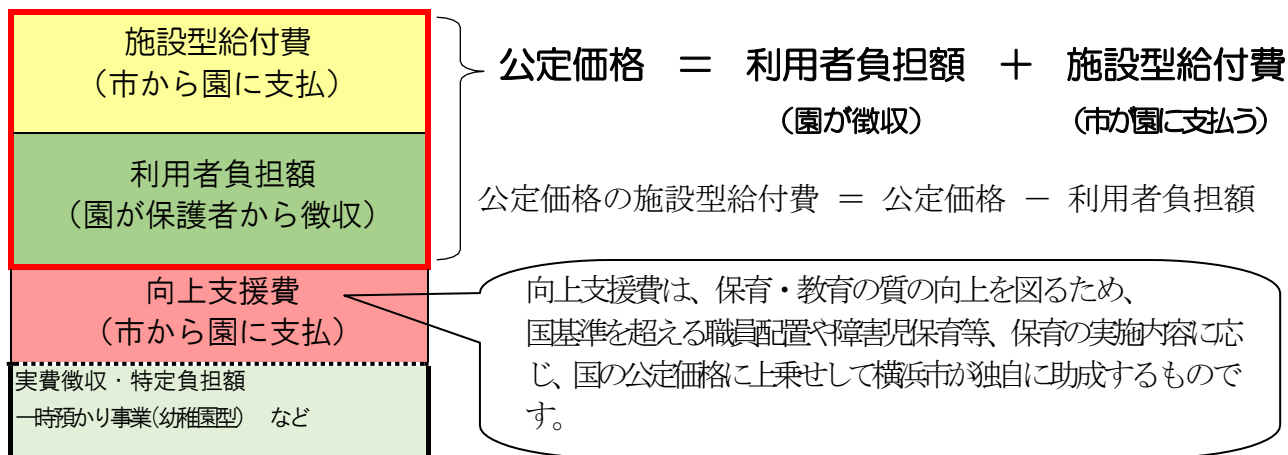 施設型給付費
(市から園に支払)
利用者負担額
(園が保護者から徴収)
向上支援費
(市から園に支払)
実費徴収・特定負担額
一時預かり事業(幼稚園型) など
公定価格 = 利用者負担額 + 施設型給付費
(園が徴収) (市が園に支払う)
公定価格の施設型給付費 = 公定価格 - 利用者負担額
向上支援費は、保育・教育の質の向上を図るため、
国基準を超える職員配置や障害児保育等、保育の実施内容に応
じ、国の公定価格に上乗せして横浜市が独自に助成するもので
す。